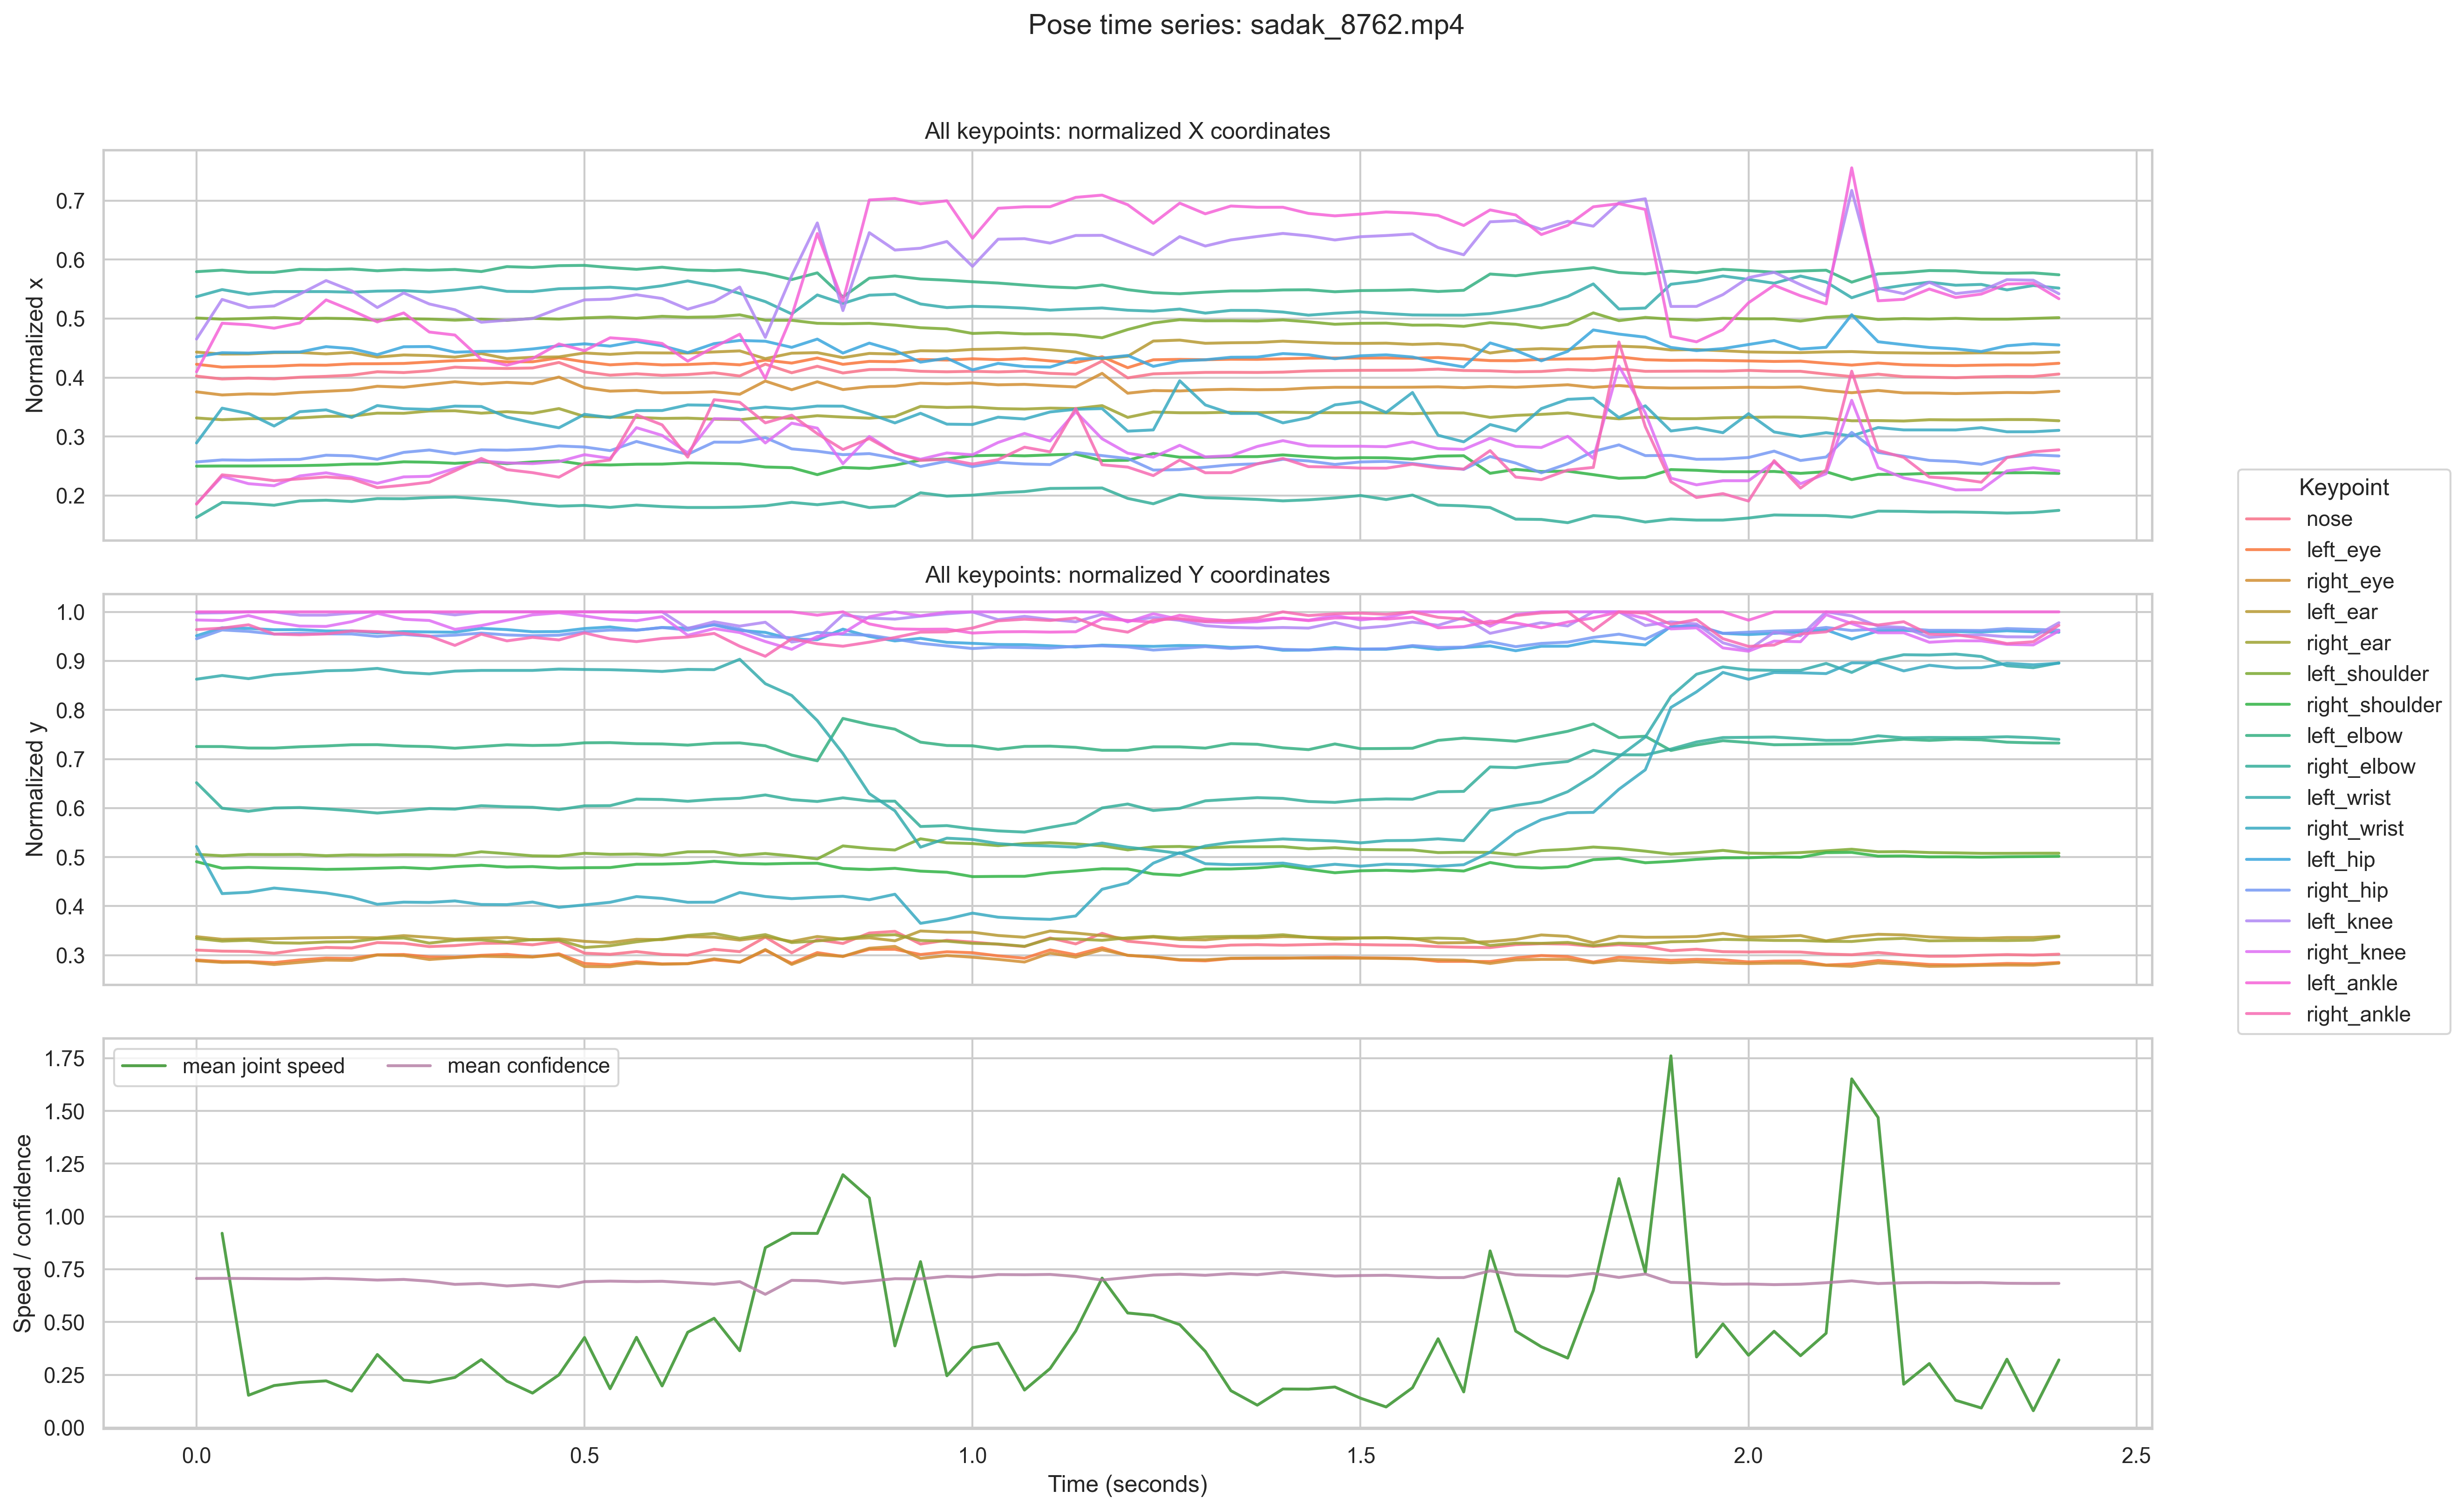 Pose time series: sadak_8762.mp4
All keypoints: normalized X coordinates
Normalized x
0.7
0.6
0.5
0.4
0.3
0.2
All keypoints: normalized Y coordinates
Normalized y
1.0
0.9
0.8
0.7
0.6
0.5
0.4
0.3
Keypoint
nose
left_eye
right_eye
left_ear
right_ear
left_shoulder
right_shoulder
left_elbow
right_elbow
left_wrist
right_wrist
left_hip
right_hip
left_knee
right_knee
left_ankle
right_ankle
mean joint speed mean confidence
Speed / confidence
1.75
1.50
1.25
1.00
0.75
0.50
0.25
0.00
0.0 0.5 1.0 1.5 2.0 2.5
Time (seconds)